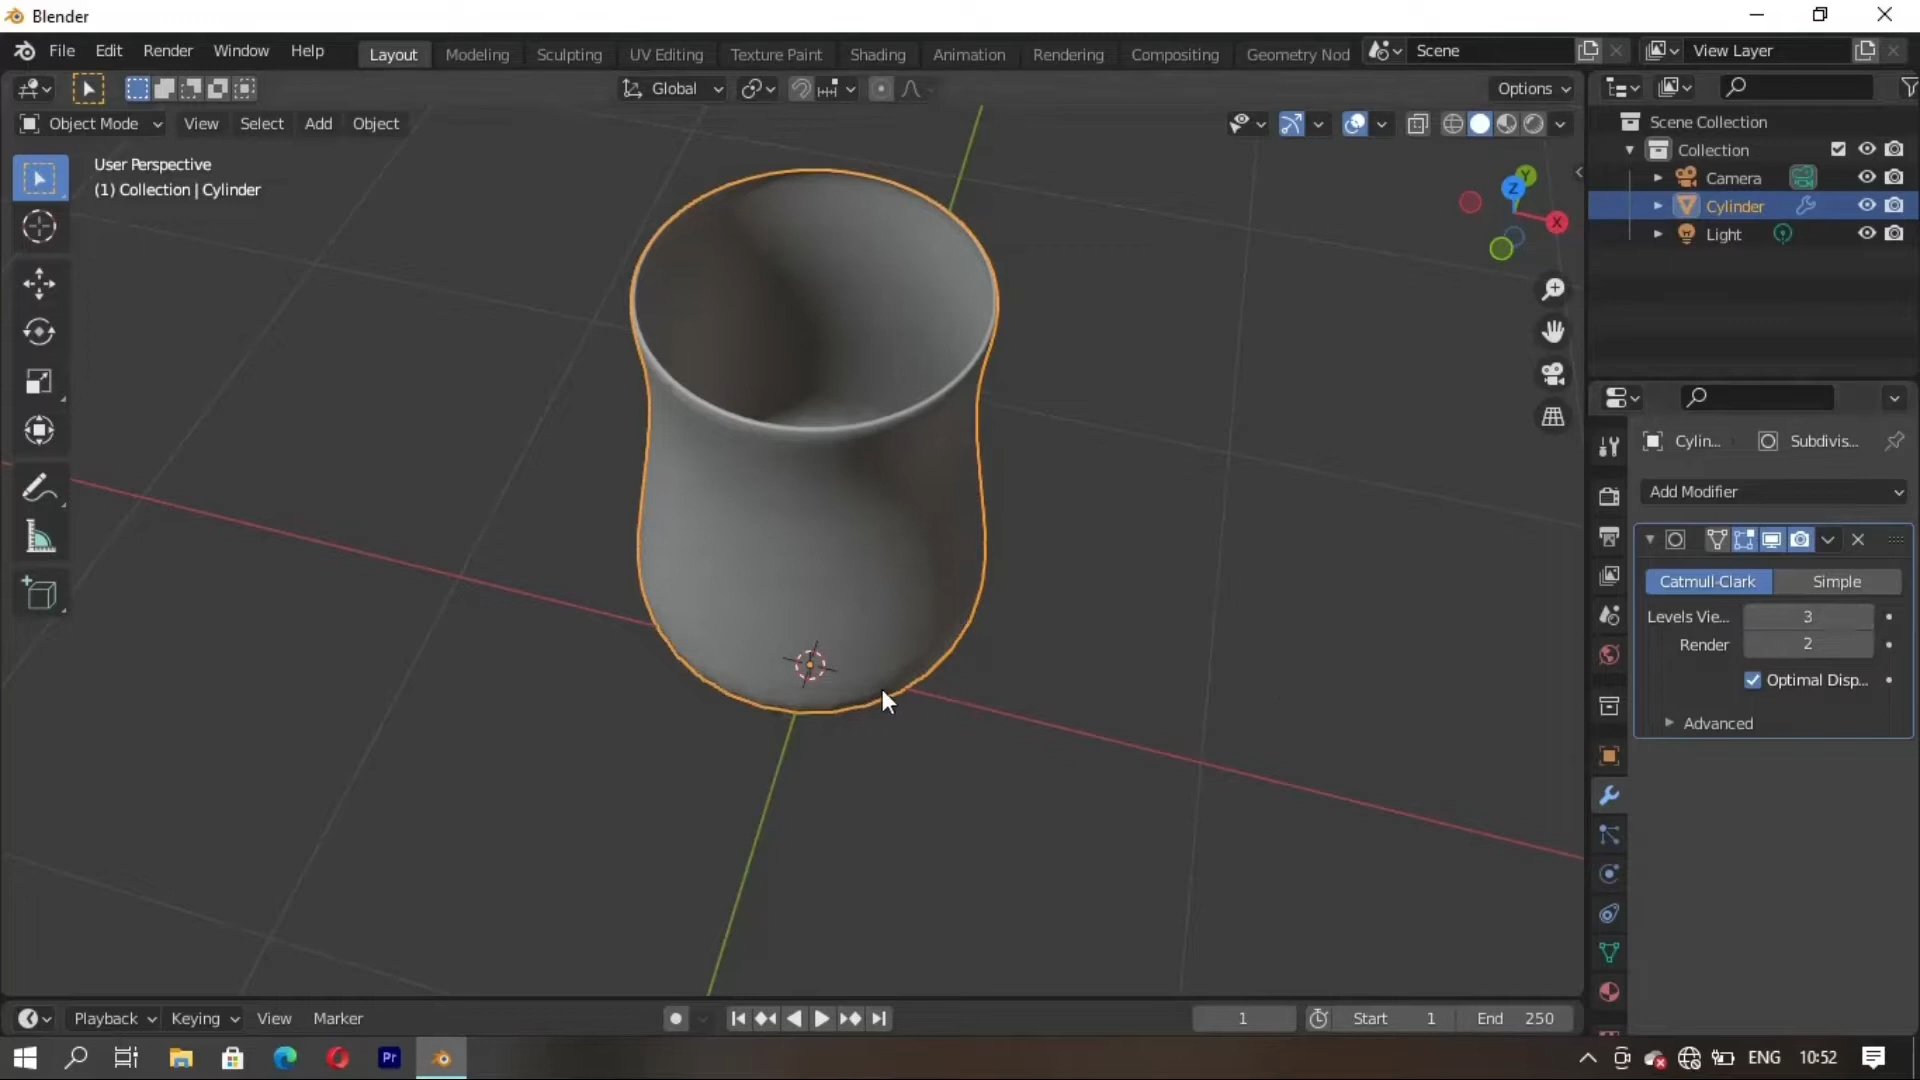 Blender
File Edit Render Window Help Layout Modeling Sculpting UV Editing Texture Paint Shading Animation Rendering Compositing Geometry Nod Scene View Layer
Global Options
Object Mode View Select Add Object
User Perspective
(1) Collection | Cylinder
Y
Z
X
Scene Collection
Collection
Camera
Cylinder
Light
Cylin... Subdivis...
Add Modifier
Catmull-Clark Simple
Levels Vie... 3
Render 2
Optimal Disp...
Advanced
Playback Keying View Marker 1 Start 1 End 250
Pr ENG 10:52